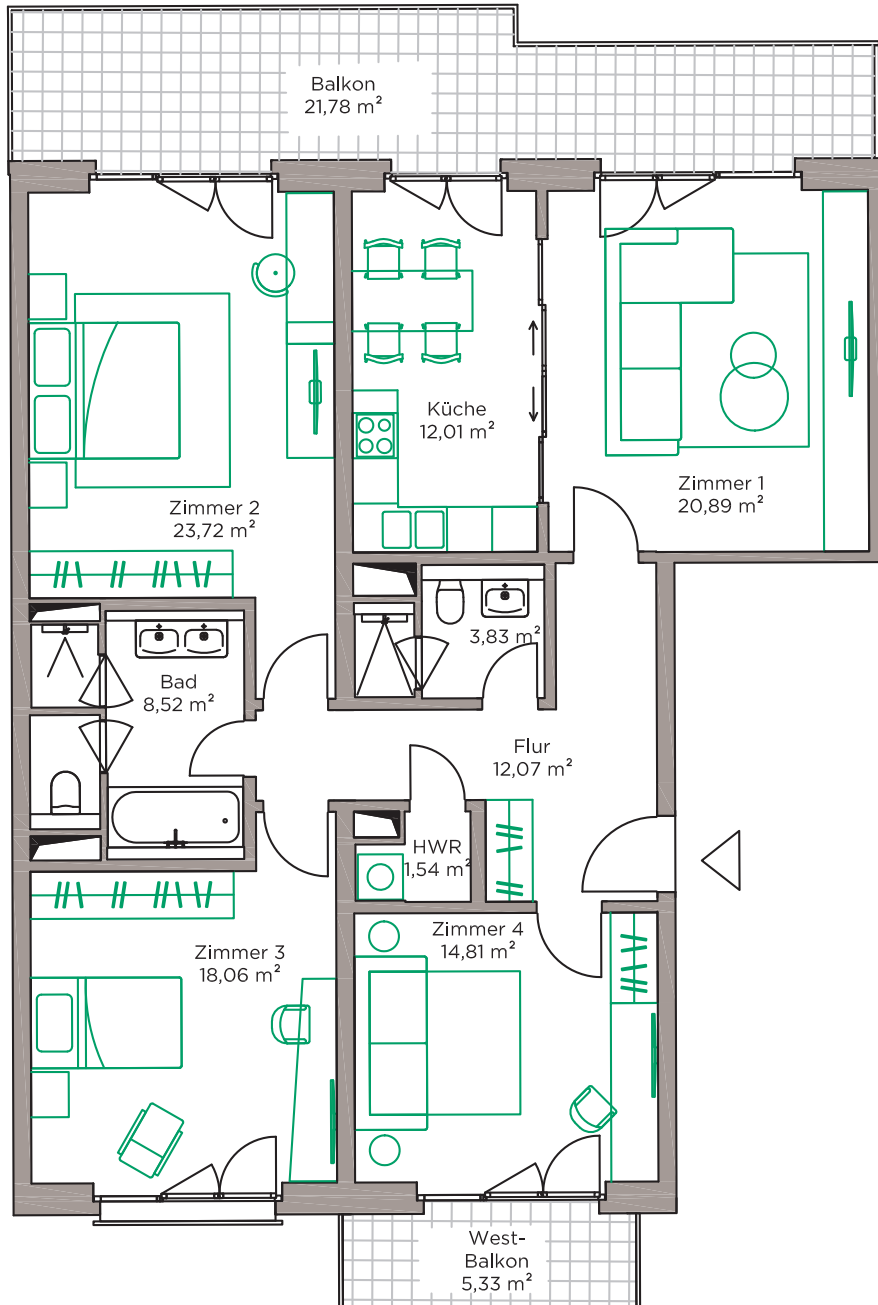 Balkon
21,78 m²
Küche
12,01 m²
Zimmer 1
20,89 m²
Zimmer 2
23,72 m²
3,83 m²
Bad
8,52 m²
Flur
12,07 m²
HWR
1,54 m²
Zimmer 3
18,06 m²
Zimmer 4
14,81 m²
West-
Balkon
5,33 m²